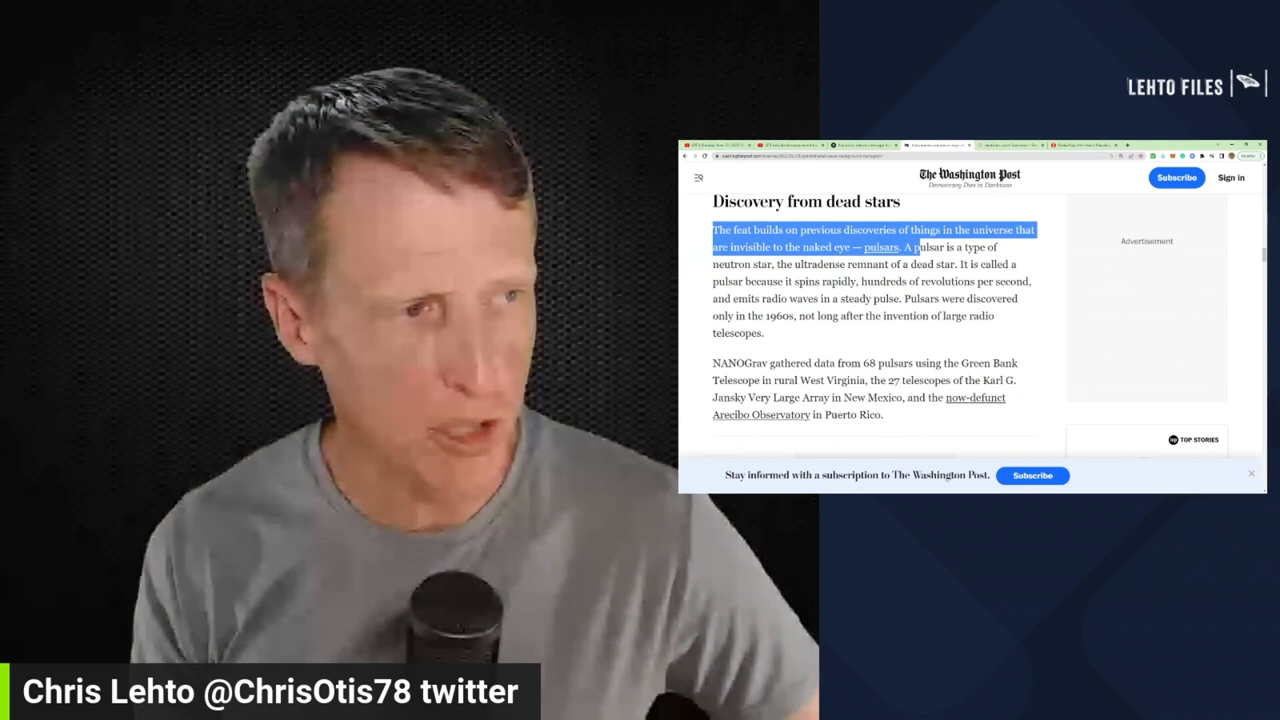 LEHTO FILES
The Washington Post
Democracy Dies in Darkness
Subscribe
Sign in
Discovery from dead stars
The feat builds on previous discoveries of things in the universe that
are invisible to the naked eye — pulsars. A pulsar is a type of
neutron star, the ultradense remnant of a dead star. It is called a
pulsar because it spins rapidly, hundreds of revolutions per second,
and emits radio waves in a steady pulse. Pulsars were discovered
only in the 1960s, not long after the invention of large radio
telescopes.
NANOGrav gathered data from 68 pulsars using the Green Bank
Telescope in rural West Virginia, the 27 telescopes of the Karl G.
Jansky Very Large Array in New Mexico, and the now-defunct
Arecibo Observatory in Puerto Rico.
Advertisement
wp TOP STORIES
Stay informed with a subscription to The Washington Post.
Subscribe
Chris Lehto @ChrisOtis78 twitter